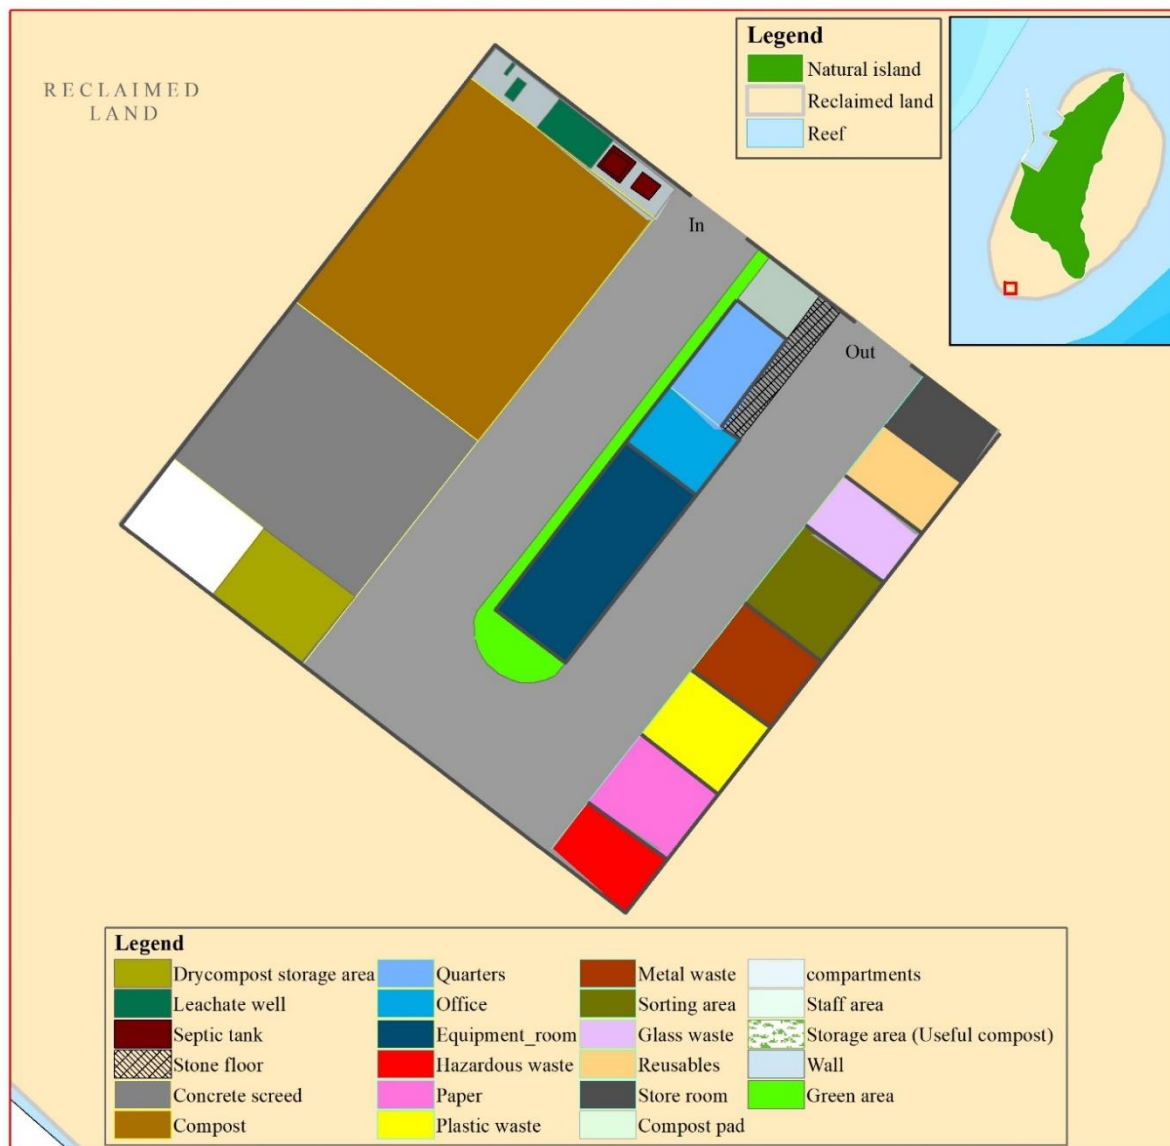 RECLAIMED
LAND
Legend
Natural island
Reclaimed land
Reef
In
Out
Legend
Drycompost storage area
Leachate well
Septic tank
Stone floor
Concrete screed
Compost
Quarters
Office
Equipment_room
Hazardous waste
Paper
Plastic waste
Metal waste
Sorting area
Glass waste
Reusables
Store room
Compost pad
compartments
Staff area
Storage area (Useful compost)
Wall
Green area